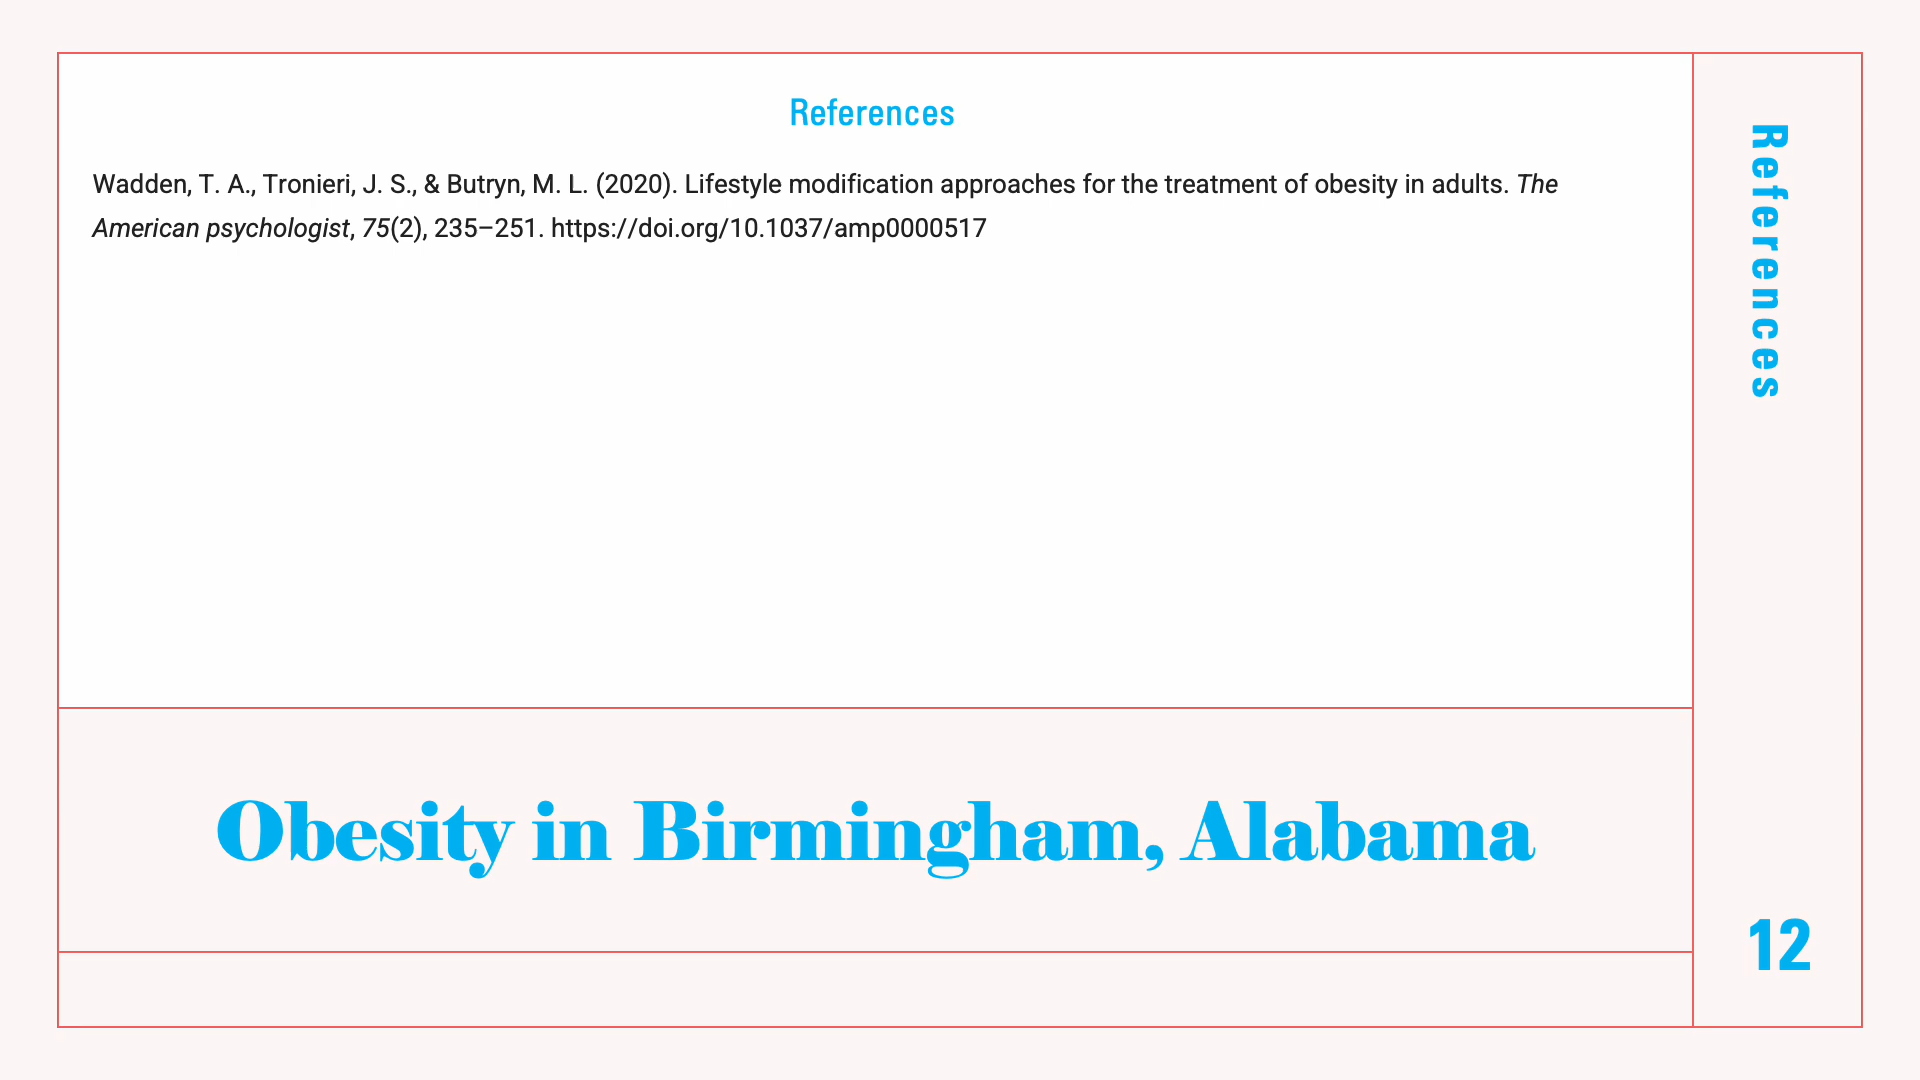 References
Wadden, T. A., Tronieri, J. S., & Butryn, M. L. (2020). Lifestyle modification approaches for the treatment of obesity in adults. The
American psychologist, 75(2), 235–251. https://doi.org/10.1037/amp0000517
References
Obesity in Birmingham, Alabama
12